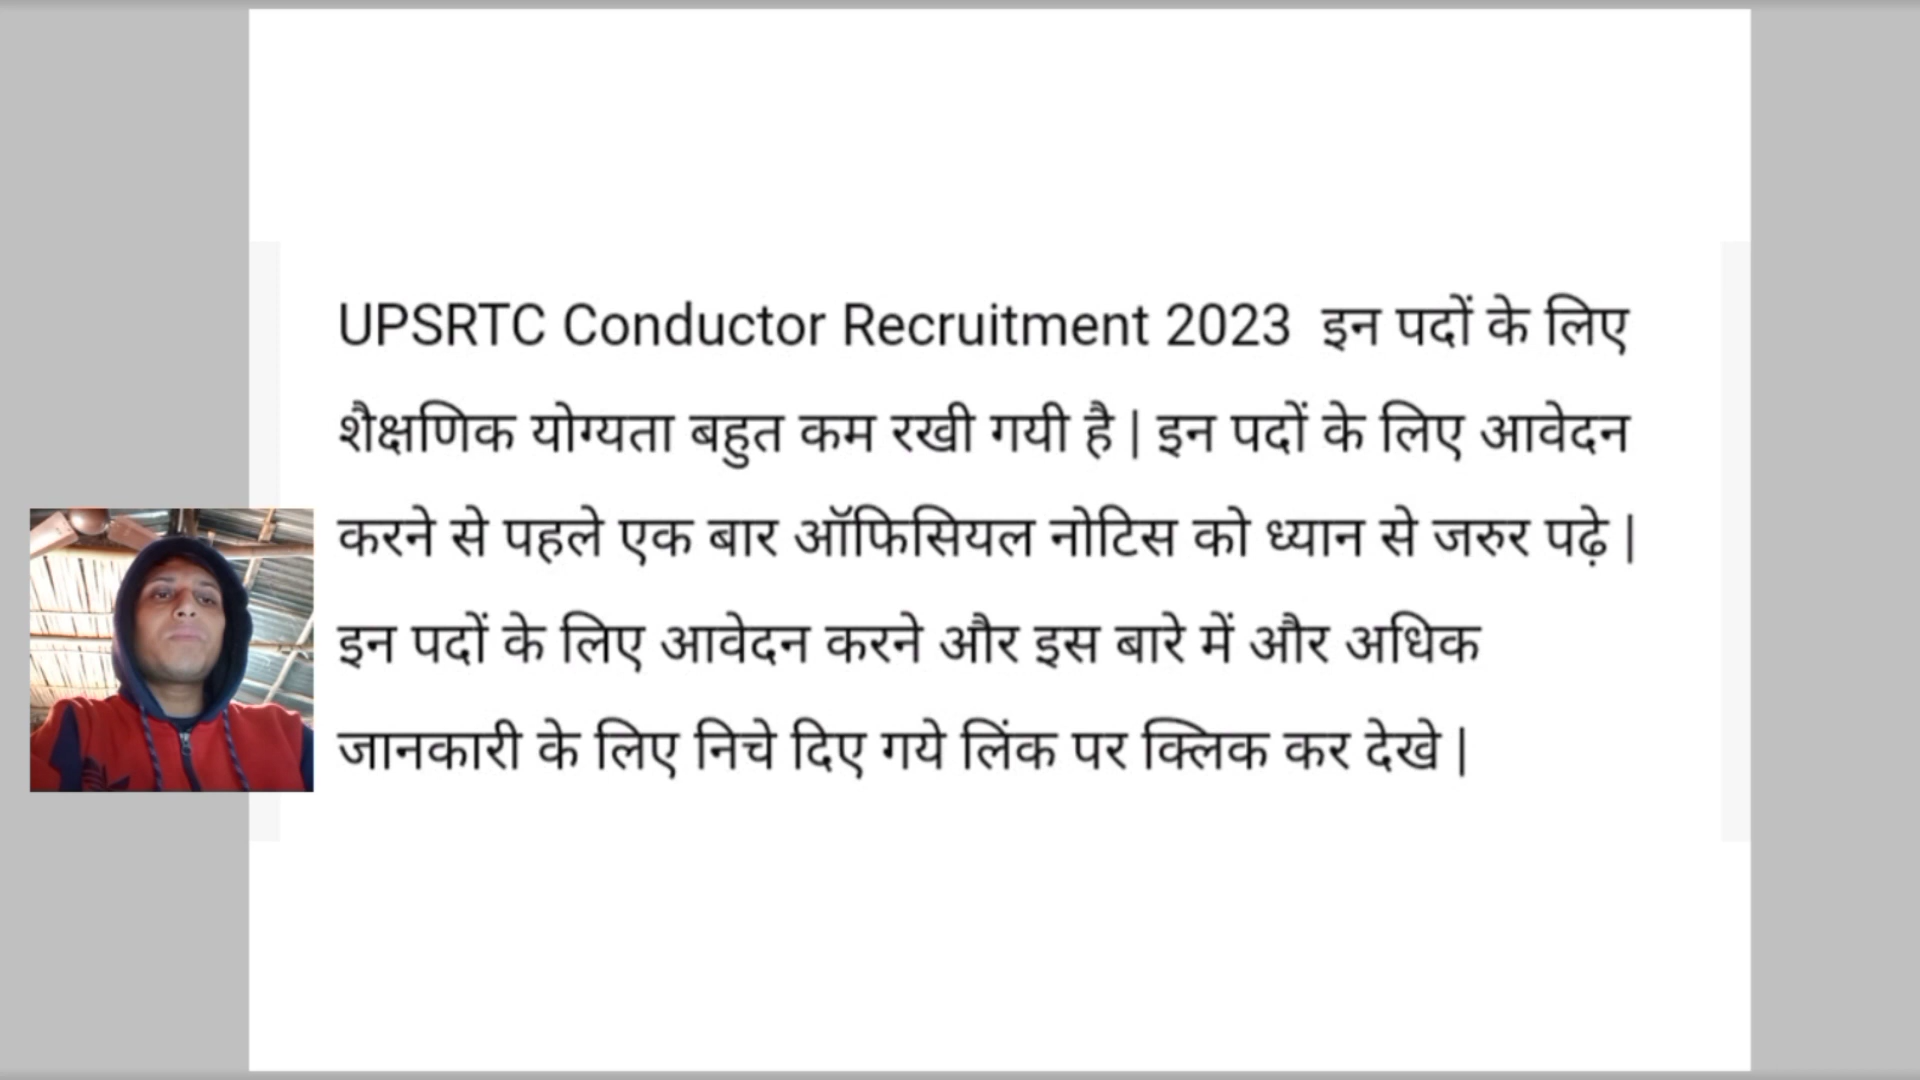 UPSRTC Conductor Recruitment 2023 इन पदों के लिए
शैक्षणिक योग्यता बहुत कम रखी गयी है | इन पदों के लिए आवेदन
करने से पहले एक बार ऑफिसियल नोटिस को ध्यान से जरुर पढ़े |
इन पदों के लिए आवेदन करने और इस बारे में और अधिक
जानकारी के लिए निचे दिए गये लिंक पर क्लिक कर देखे |